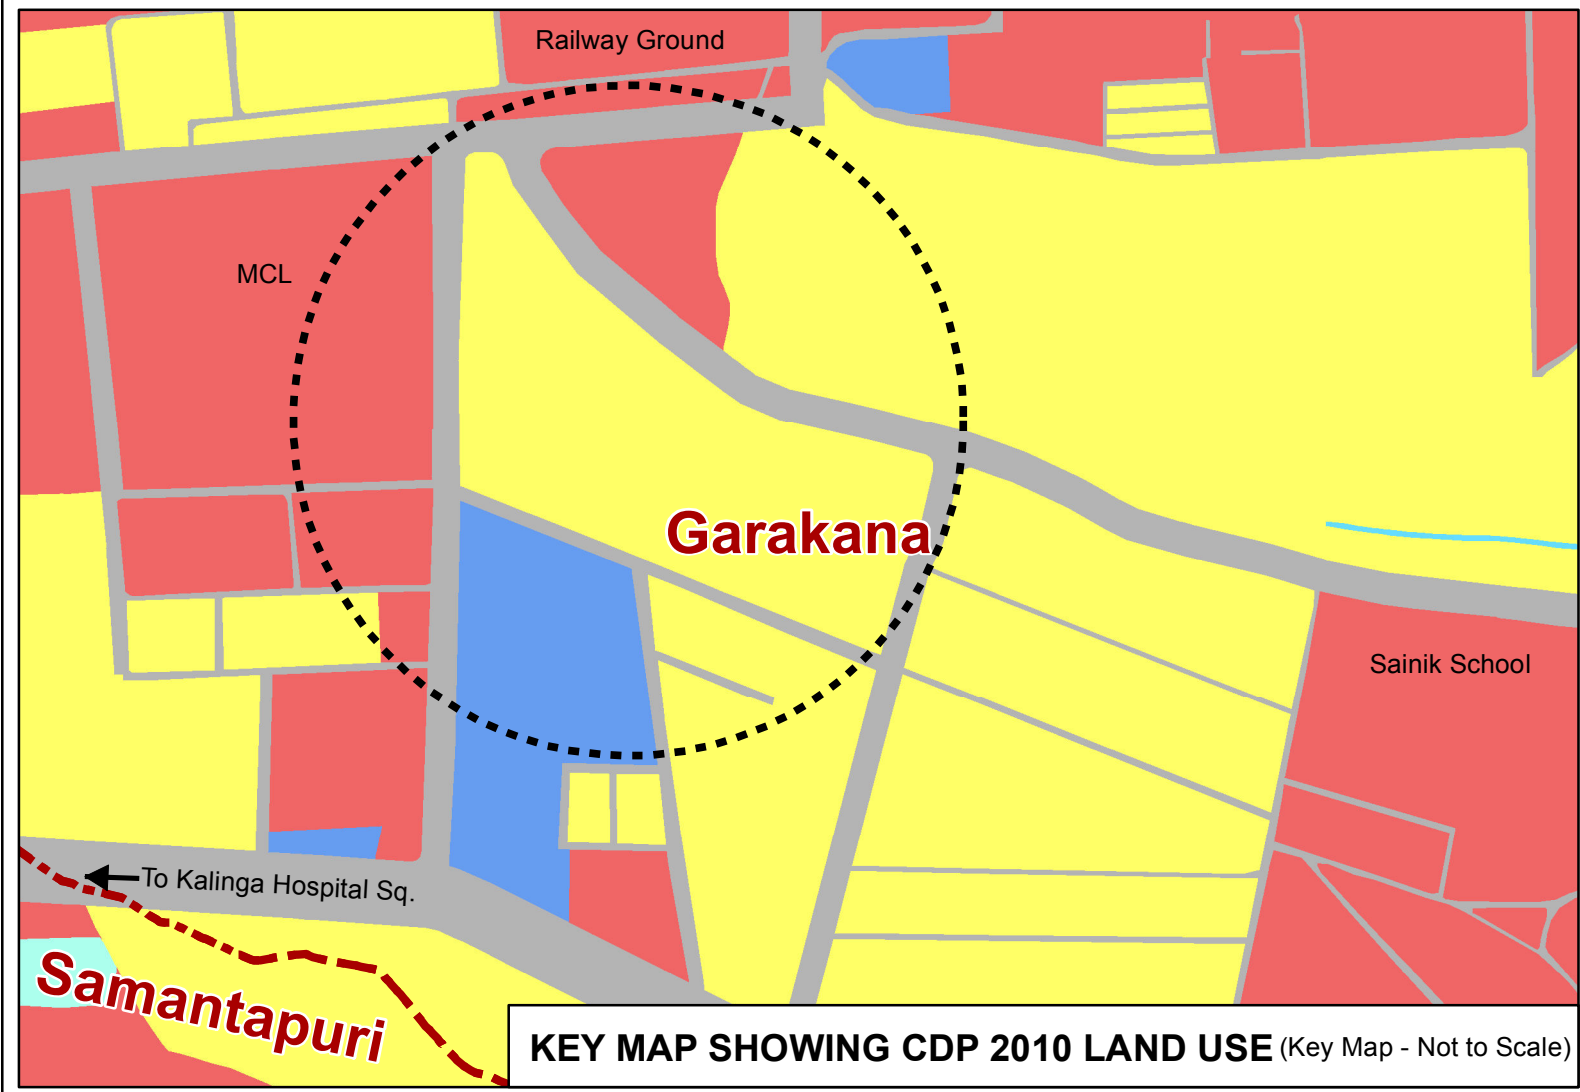 Railway Ground
MCL
Garakana
Sainik School
To Kalinga Hospital Sq.
Samantapuri
KEY MAP SHOWING CDP 2010 LAND USE (Key Map - Not to Scale)